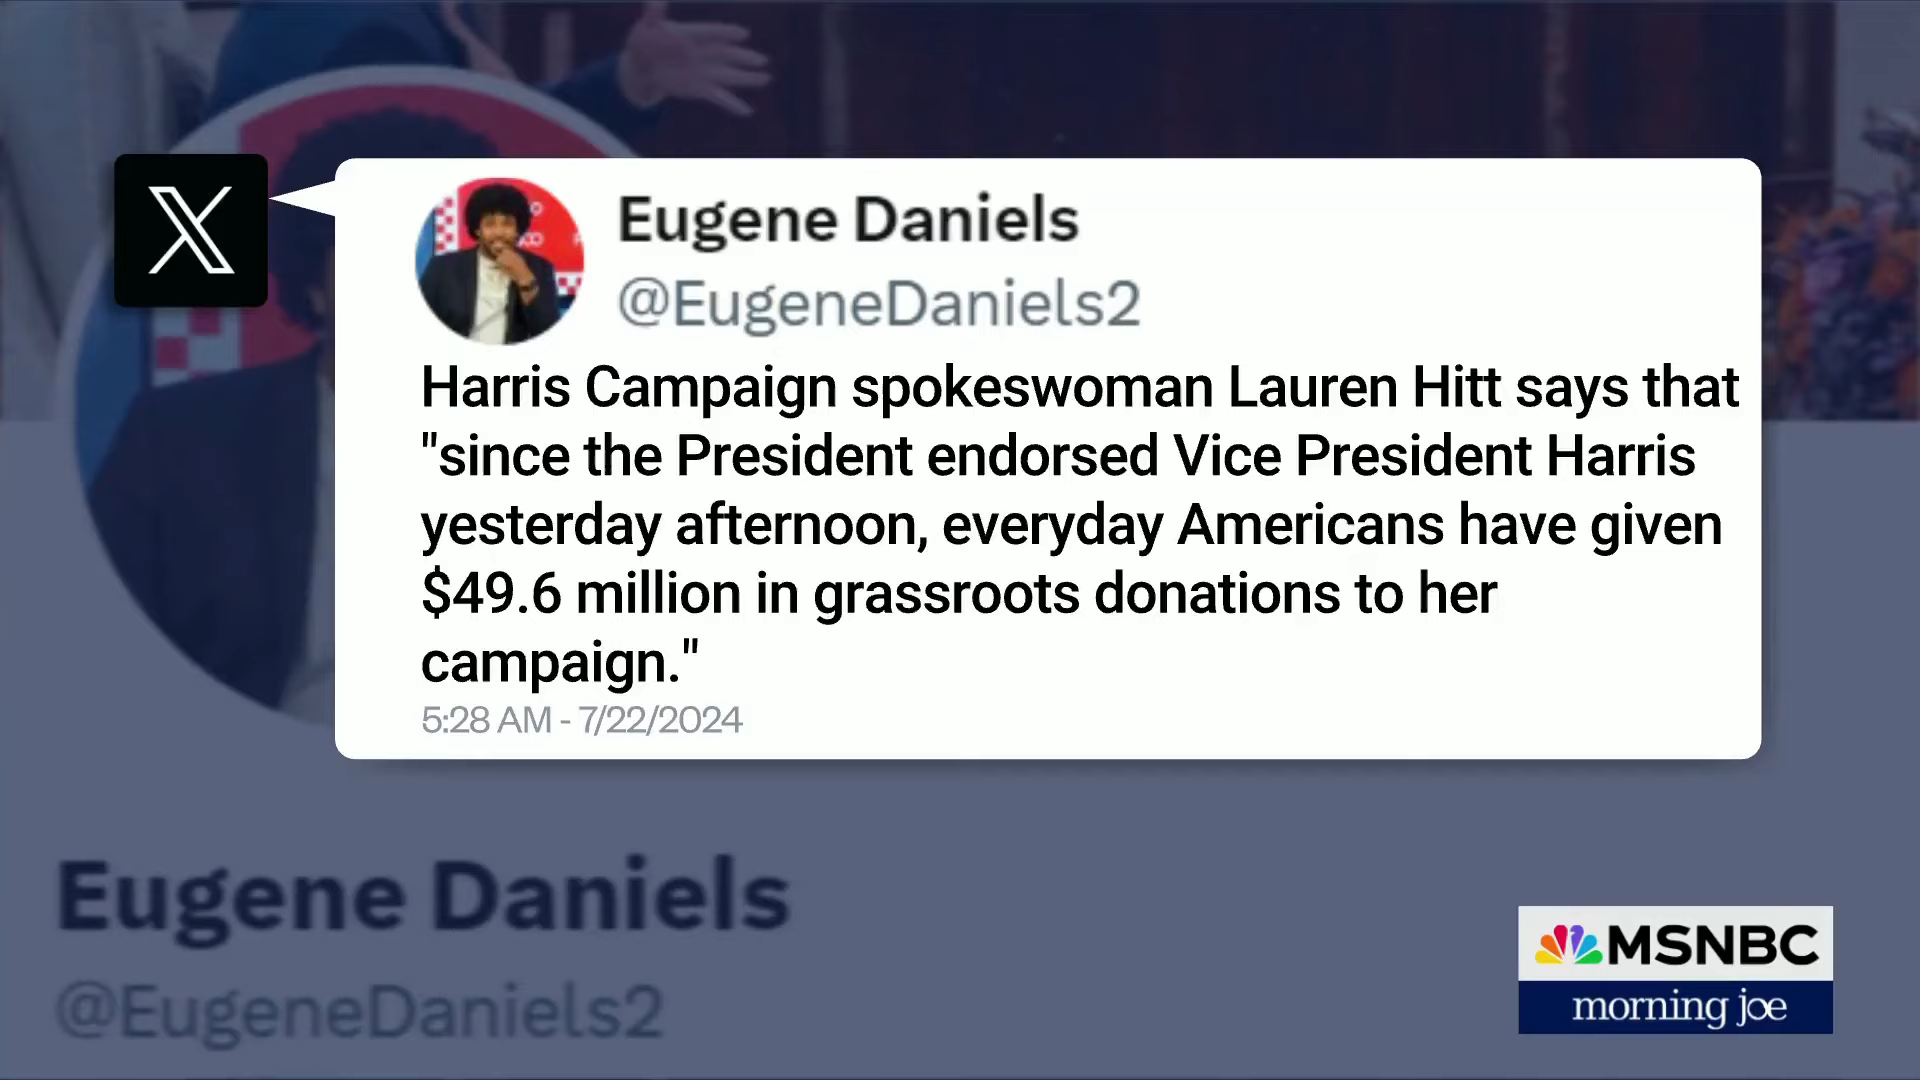 Eugene Daniels
@EugeneDaniels2
Harris Campaign spokeswoman Lauren Hitt says that
"since the President endorsed Vice President Harris
yesterday afternoon, everyday Americans have given
$49.6 million in grassroots donations to her
campaign."
5:28 AM - 7/22/2024
Eugene Daniels
@EugeneDaniels2
MSNBC
morning joe